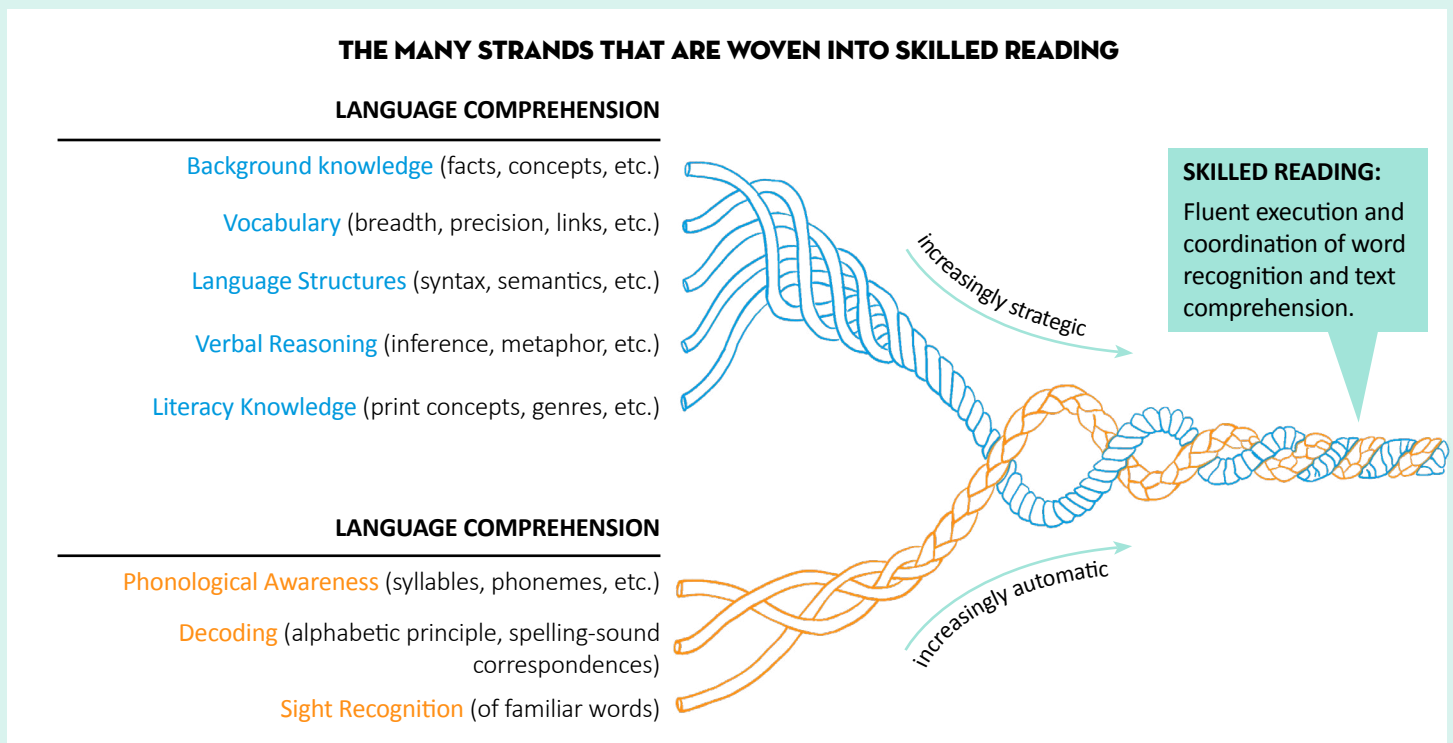 THE MANY STRANDS THAT ARE WOVEN INTO SKILLED READING
LANGUAGE COMPREHENSION
Background knowledge (facts, concepts, etc.)
Vocabulary (breadth, precision, links, etc.)
Language Structures (syntax, semantics, etc.)
Verbal Reasoning (inference, metaphor, etc.)
Literacy Knowledge (print concepts, genres, etc.)
LANGUAGE COMPREHENSION
Phonological Awareness (syllables, phonemes, etc.)
Decoding (alphabetic principle, spelling-sound
correspondences)
Sight Recognition (of familiar words)
increasingly strategic
increasingly automatic
SKILLED READING:
Fluent execution and
coordination of word
recognition and text
comprehension.